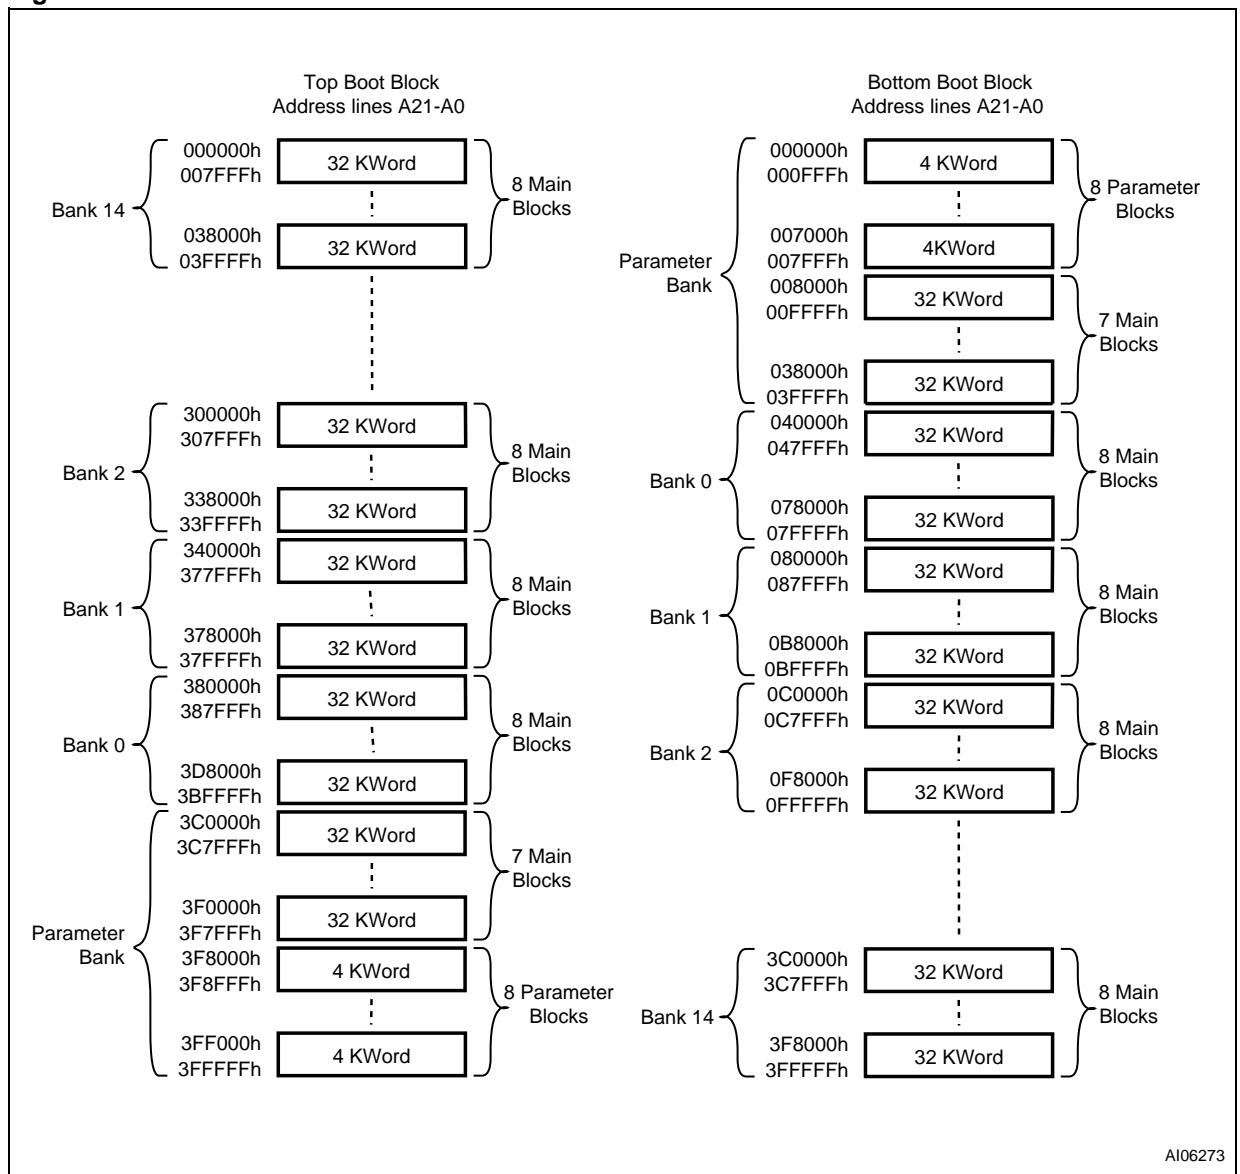 Top Boot Block
Address lines A21-A0
Bank 14
000000h
007FFFh
32 KWord
038000h
03FFFFh
32 KWord
8 Main
Blocks
Bank 2
300000h
307FFFh
32 KWord
338000h
33FFFFh
32 KWord
8 Main
Blocks
Bank 1
340000h
377FFFh
32 KWord
378000h
37FFFFh
32 KWord
8 Main
Blocks
Bank 0
380000h
387FFFh
32 KWord
3D8000h
3BFFFFh
32 KWord
8 Main
Blocks
Parameter
Bank
3C0000h
3C7FFFh
32 KWord
3F0000h
3F7FFFh
32 KWord
7 Main
Blocks
3F8000h
3F8FFFh
4 KWord
3FF000h
3FFFFFh
4 KWord
8 Parameter
Blocks
Bottom Boot Block
Address lines A21-A0
Parameter
Bank
000000h
000FFFh
4 KWord
007000h
007FFFh
4KWord
8 Parameter
Blocks
008000h
00FFFFh
32 KWord
038000h
03FFFFh
32 KWord
7 Main
Blocks
Bank 0
040000h
047FFFh
32 KWord
078000h
07FFFFh
32 KWord
8 Main
Blocks
Bank 1
080000h
087FFFh
32 KWord
0B8000h
0BFFFFh
32 KWord
8 Main
Blocks
Bank 2
0C0000h
0C7FFFh
32 KWord
0F8000h
0FFFFFh
32 KWord
8 Main
Blocks
Bank 14
3C0000h
3C7FFFh
32 KWord
3F8000h
3FFFFFh
32 KWord
8 Main
Blocks
AI06273